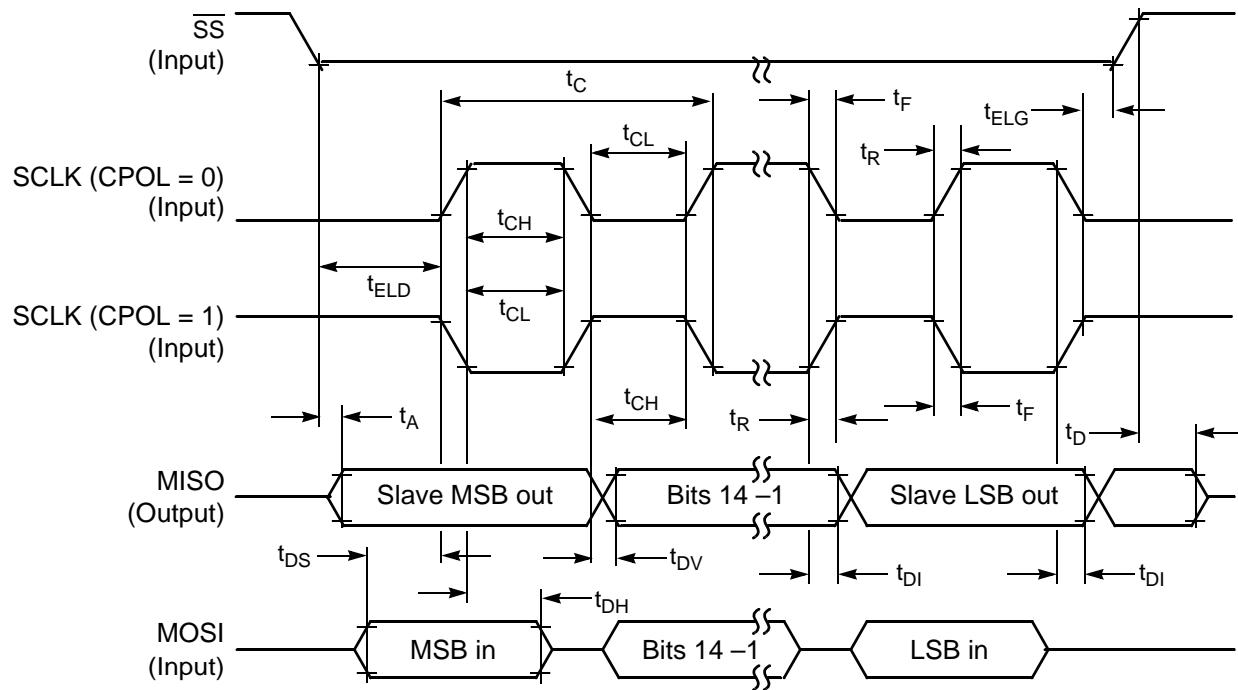 SS
(Input)
t_C
t_F
t_ELG
t_CL
t_R
SCLK (CPOL = 0)
(Input)
t_CH
t_ELD
t_CL
SCLK (CPOL = 1)
(Input)
t_A
t_CH
t_R
t_F
t_D
MISO
(Output)
Slave MSB out
Bits 14 –1
Slave LSB out
t_DS
t_DV
t_DI
t_DI
t_DH
MOSI
(Input)
MSB in
Bits 14 –1
LSB in